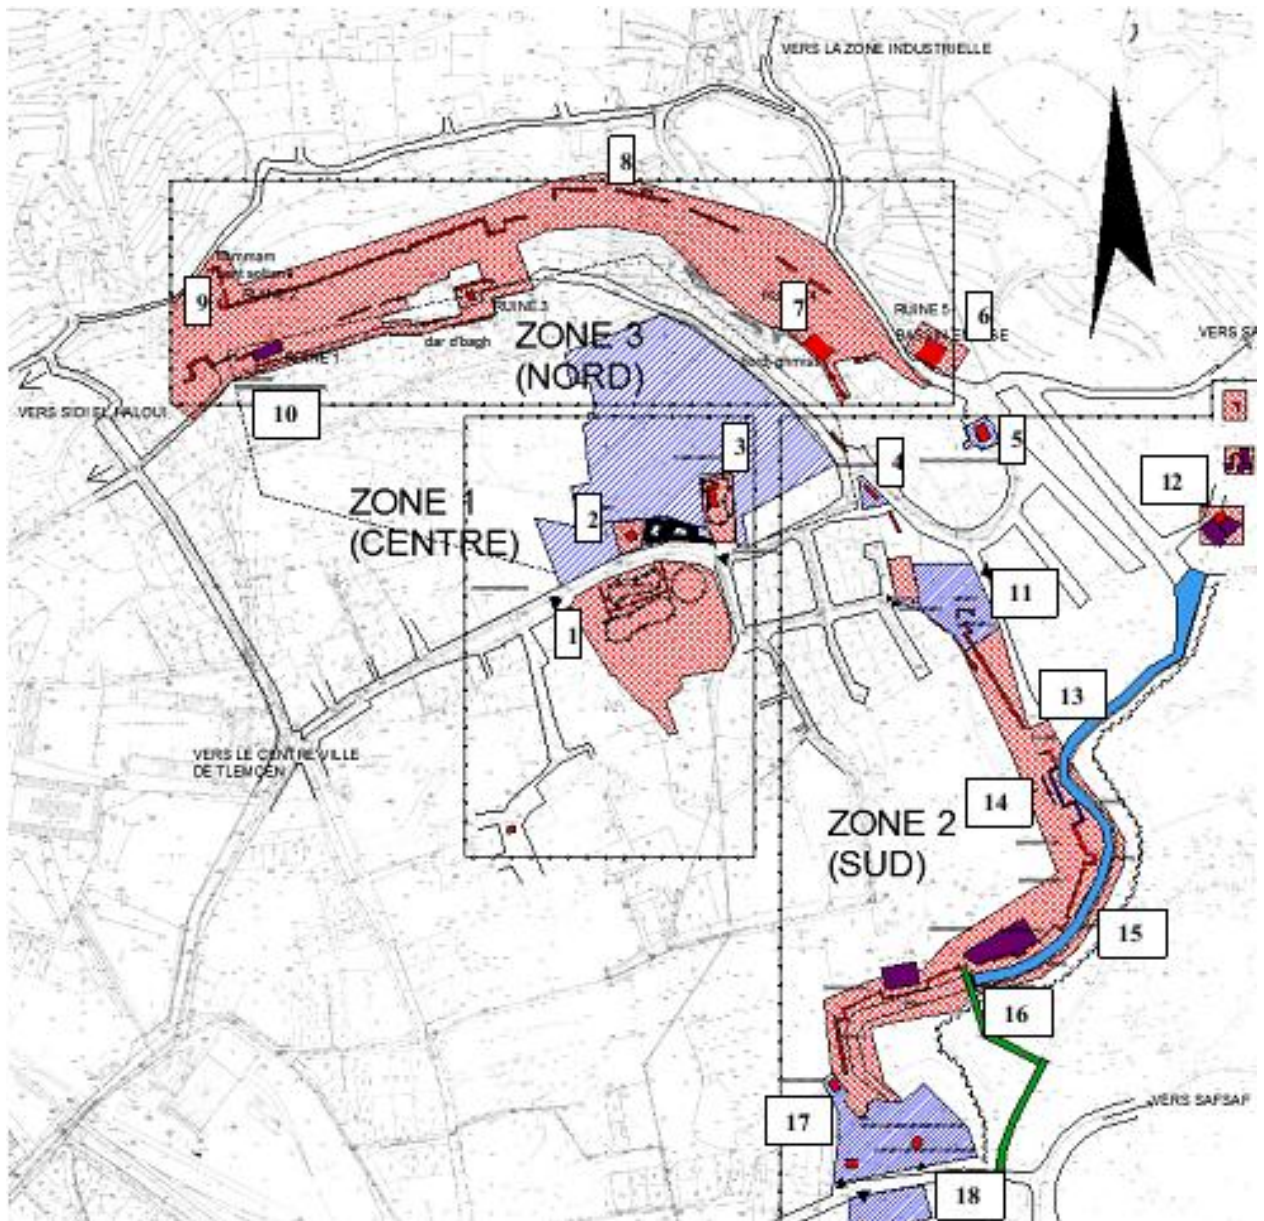 VERS LA ZONE INDUSTRIELLE
8
9
RUINE 3
dar d'bagh
7
RUINE 5
6
ZONE 3
(NORD)
VERS SIDI EL HALOUI
10
3
4
5
12
ZONE 1
(CENTRE)
2
1
11
13
VERS LE CENTRE VILLE
DE TLEMCEN
14
ZONE 2
(SUD)
15
16
VERS SAFSAF
17
18